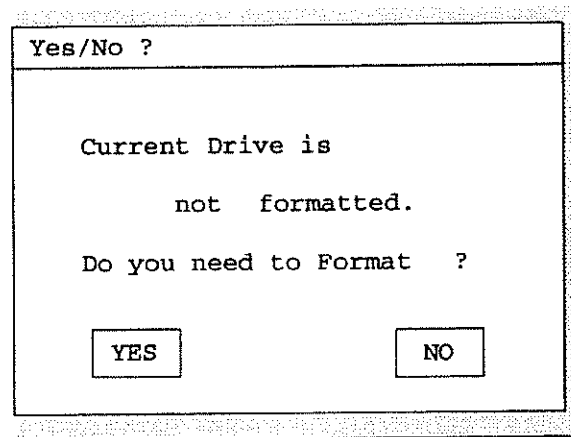 Yes/No ?
Current Drive is
not formatted.
Do you need to Format ?
YES NO